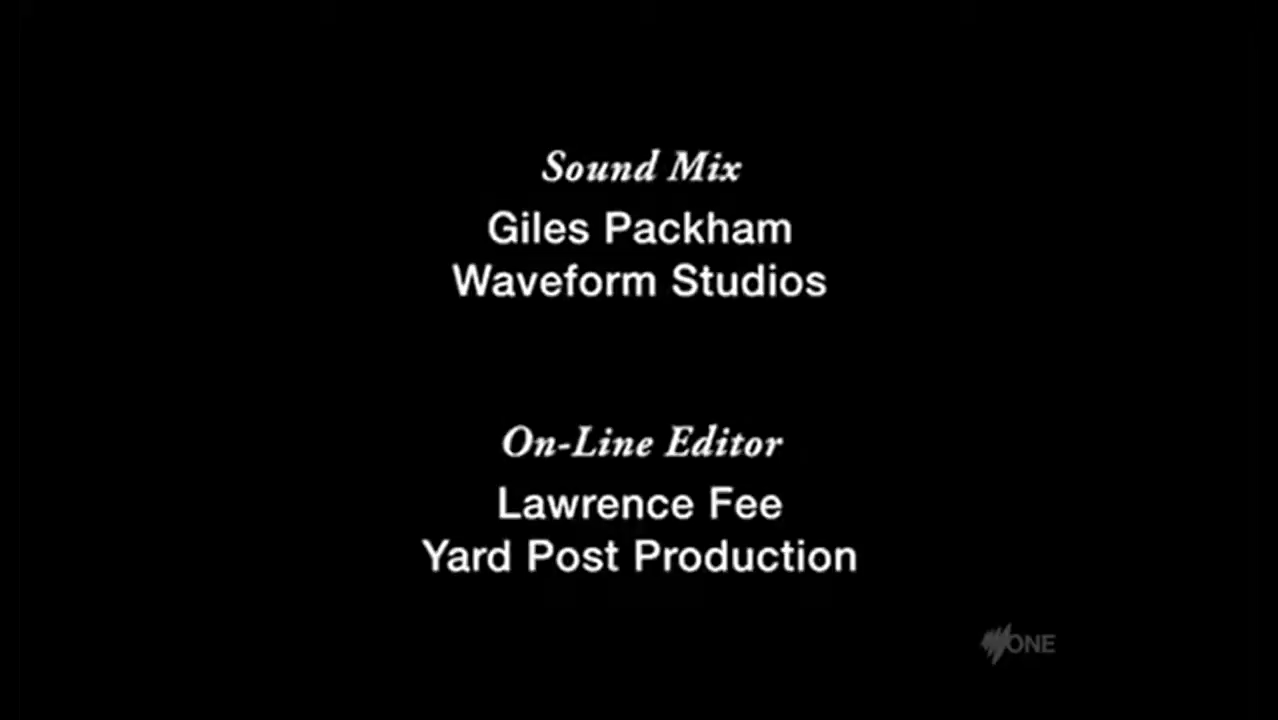 Sound Mix
Giles Packham
Waveform Studios
On-Line Editor
Lawrence Fee
Yard Post Production
ONE